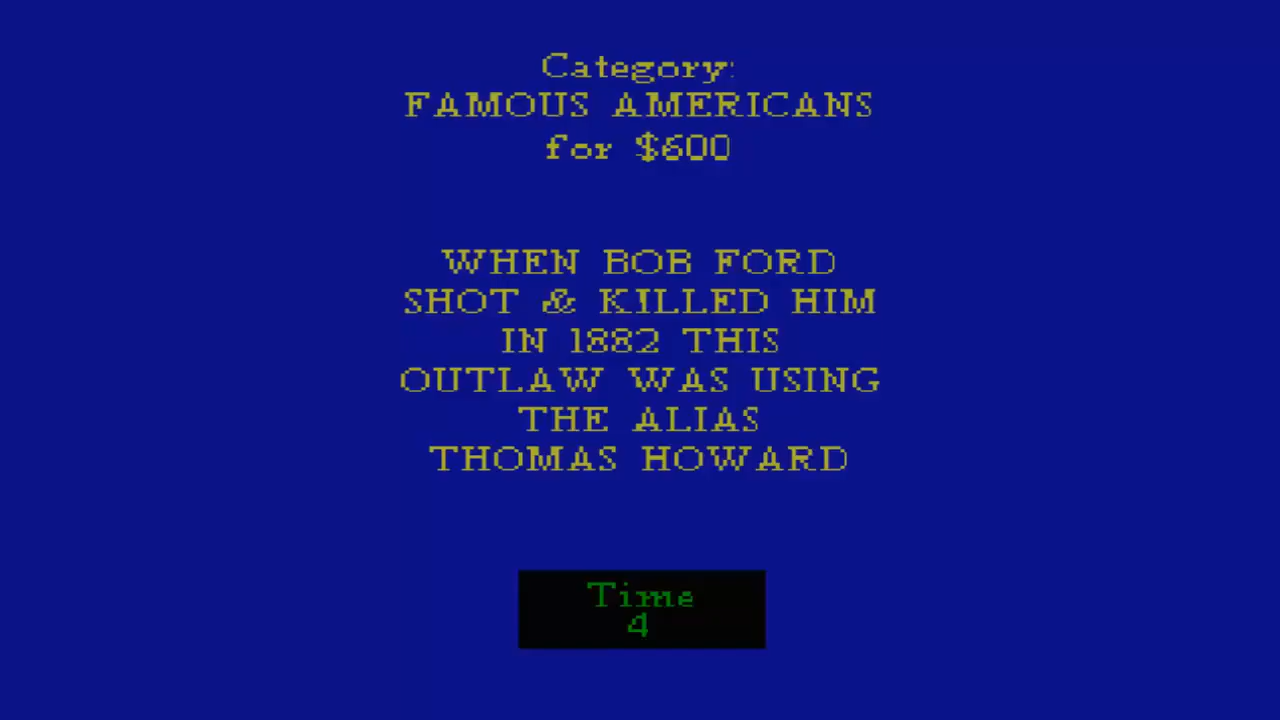 Category:
FAMOUS AMERICANS
for $600
WHEN BOB FORD
SHOT & KILLED HIM
IN 1882 THIS
OUTLAW WAS USING
THE ALIAS
THOMAS HOWARD
Time
4